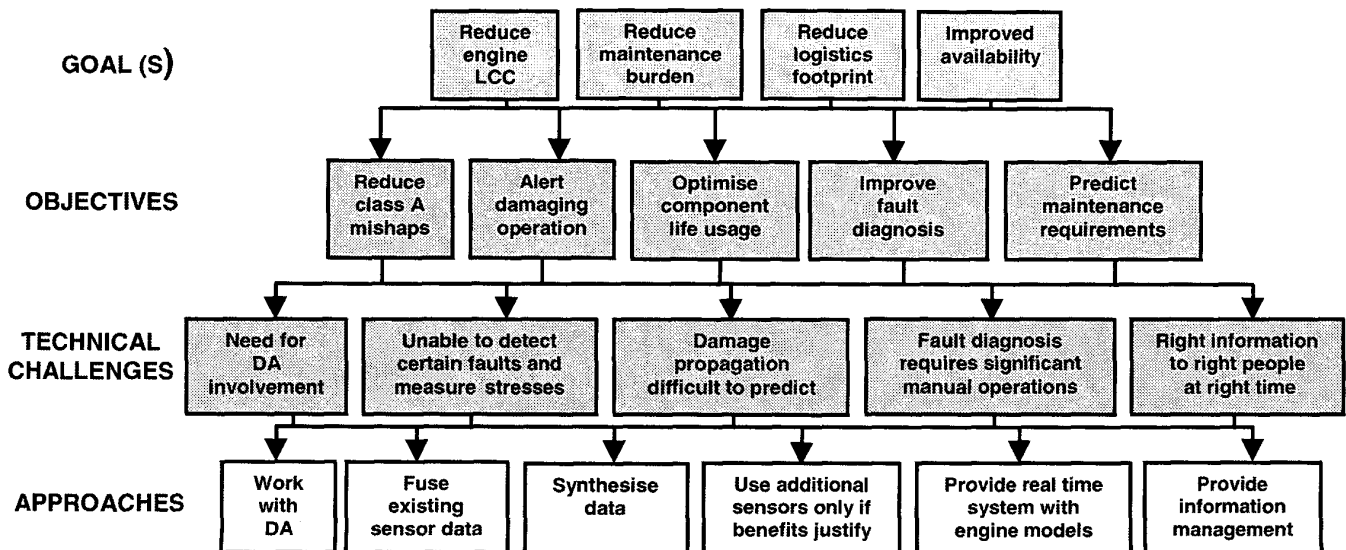 GOAL (S)
Reduce
engine
LCC
Reduce
maintenance
burden
Reduce
logistics
footprint
Improved
availability
OBJECTIVES
Reduce
class A
mishaps
Alert
damaging
operation
Optimise
component
life usage
Improve
fault
diagnosis
Predict
maintenance
requirements
TECHNICAL
CHALLENGES
Need for
DA
involvement
Unable to detect
certain faults and
measure stresses
Damage
propagation
difficult to predict
Fault diagnosis
requires significant
manual operations
Right information
to right people
at right time
APPROACHES
Work
with
DA
Fuse
existing
sensor data
Synthesise
data
Use additional
sensors only if
benefits justify
Provide real time
system with
engine models
Provide
information
management